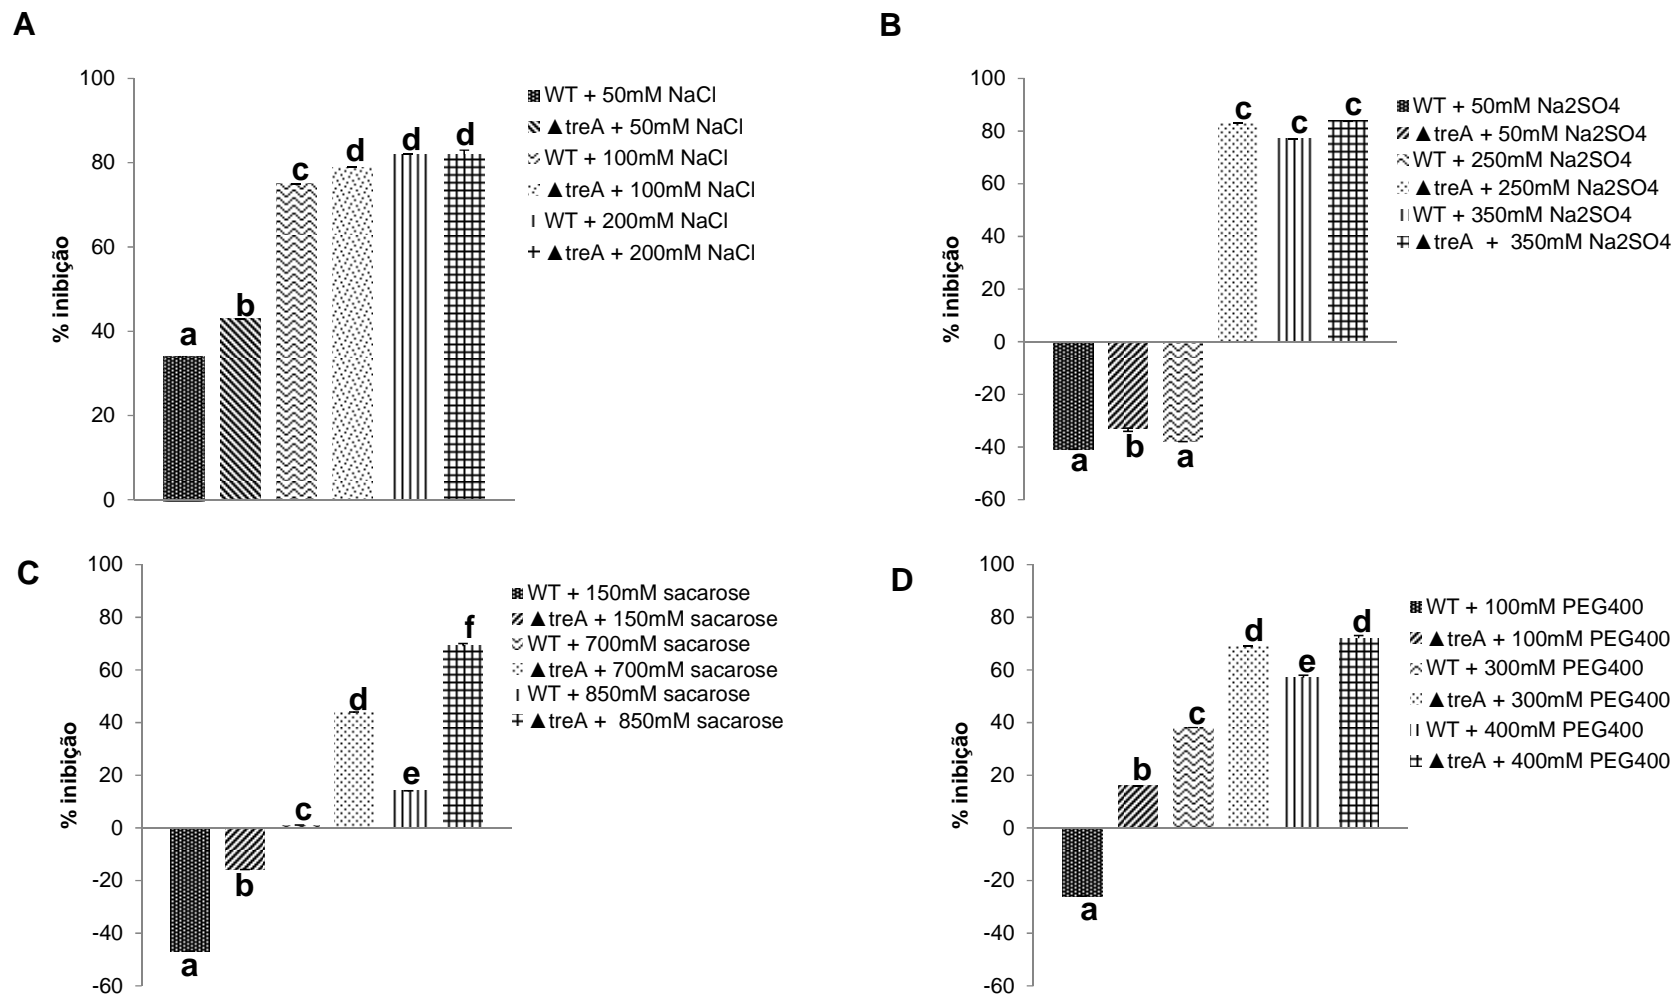 A
100
80
60
40
20
0
% inibição
a
b
c
d
d
d
WT + 50mM NaCl
▲treA + 50mM NaCl
WT + 100mM NaCl
▲treA + 100mM NaCl
WT + 200mM NaCl
▲treA + 200mM NaCl
B
100
80
60
40
20
0
-20
-40
-60
% inibição
a
b
a
c
c
c
WT + 50mM Na2SO4
▲treA + 50mM Na2SO4
WT + 250mM Na2SO4
▲treA + 250mM Na2SO4
WT + 350mM Na2SO4
▲treA + 350mM Na2SO4
C
100
80
60
40
20
0
-20
-40
-60
% inibição
a
b
c
d
e
f
WT + 150mM sacarose
▲treA + 150mM sacarose
WT + 700mM sacarose
▲treA + 700mM sacarose
WT + 850mM sacarose
▲treA + 850mM sacarose
D
100
80
60
40
20
0
-20
-40
-60
% inibição
a
b
c
d
e
d
WT + 100mM PEG400
▲treA + 100mM PEG400
WT + 300mM PEG400
▲treA + 300mM PEG400
WT + 400mM PEG400
▲treA + 400mM PEG400